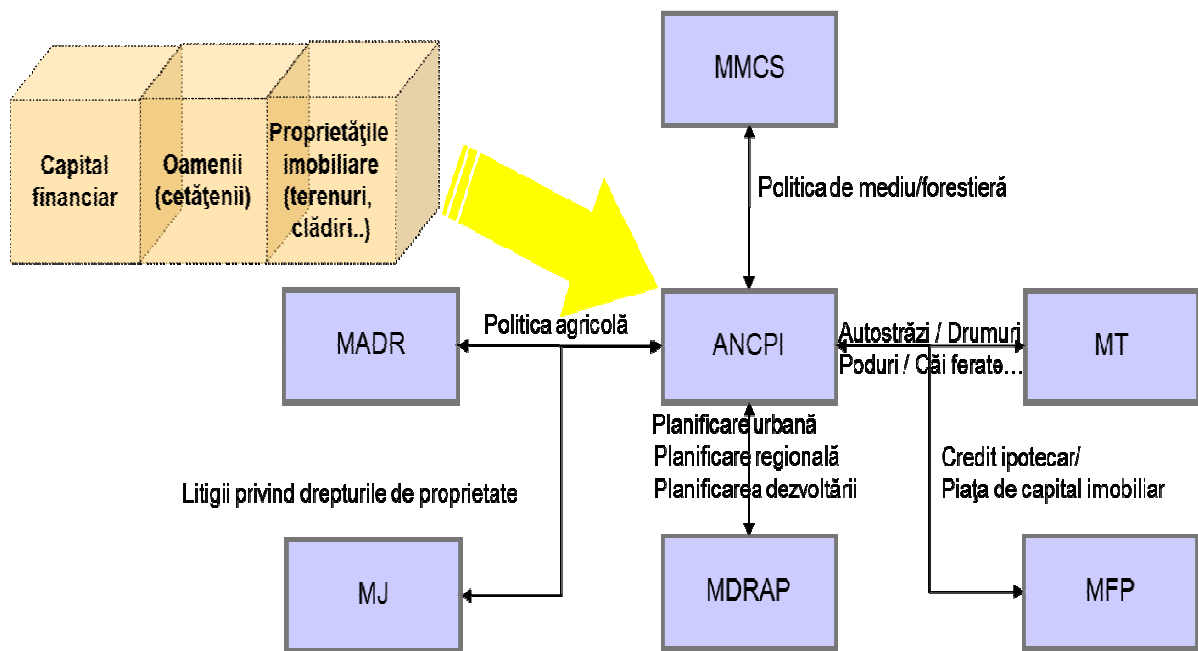 MMCS
Capital
financiar
Oamenii
(cetăţenii)
Proprietăţile
imobiliare
(terenuri,
clădiri..)
Politica de mediu/forestieră
MADR
Politica agricolă
ANCPI
Autostrăzi / Drumuri
Poduri / Căi ferate…
MT
Planificare urbană
Planificare regională
Planificarea dezvoltării
Credit ipotecar/
Piaţa de capital imobiliar
Litigii privind drepturile de proprietate
MJ
MDRAP
MFP